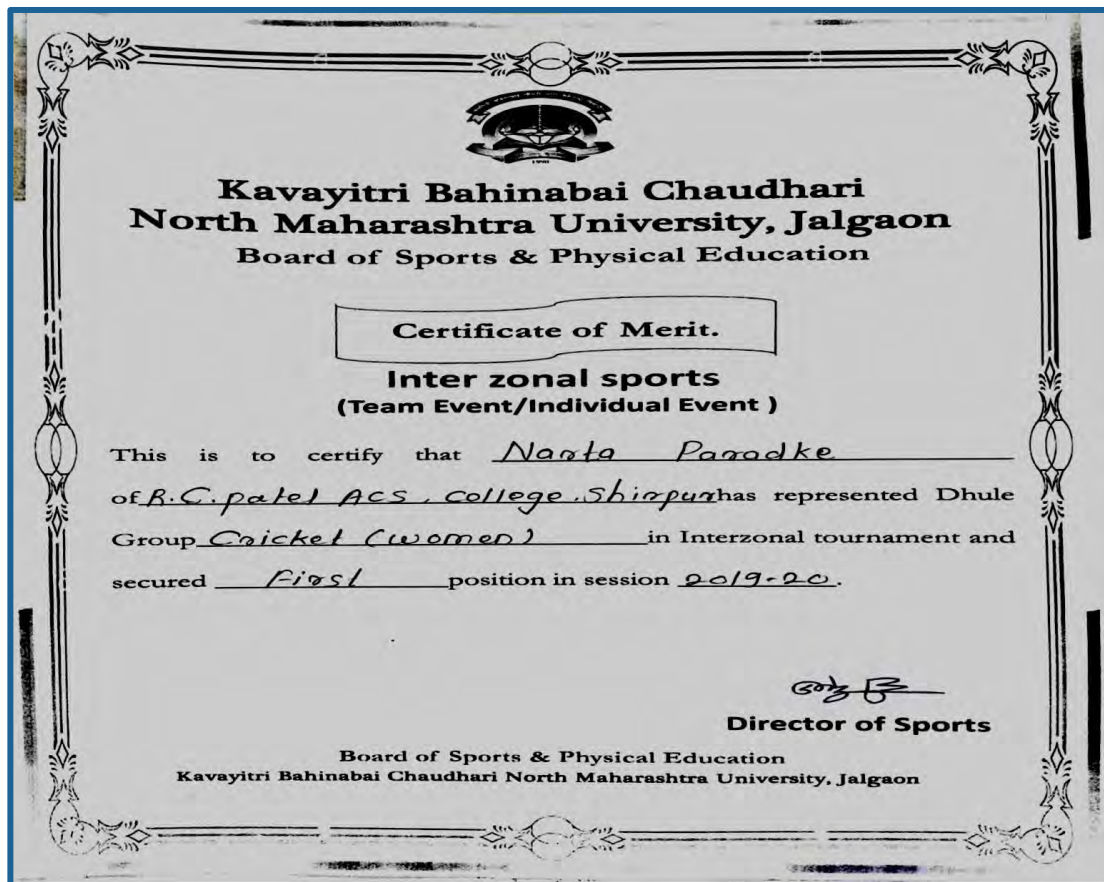 1990
Kavayitri Bahinabai Chaudhari
North Maharashtra University, Jalgaon
Board of Sports & Physical Education
Certificate of Merit.
Inter zonal sports
(Team Event/Individual Event )
This is to certify that Narta Paradke
of R.C.patel ACS. college.Shirpur has represented Dhule
Group Cricket (women) in Interzonal tournament and
secured First position in session 2019-20.
Director of Sports
Board of Sports & Physical Education
Kavayitri Bahinabai Chaudhari North Maharashtra University, Jalgaon